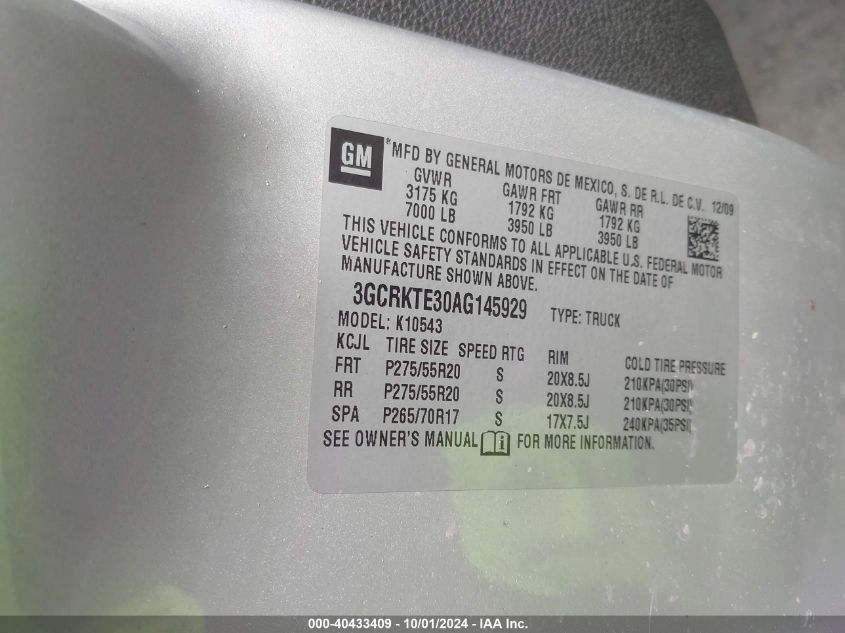 GM
®MFD BY GENERAL MOTORS DE MEXICO, S. DE R.L. DE C.V. 12/09
GVWR GAWR FRT GAWR RR
3175 KG 1792 KG 1792 KG
7000 LB 3950 LB 3950 LB
THIS VEHICLE CONFORMS TO ALL APPLICABLE U.S. FEDERAL MOTOR
VEHICLE SAFETY STANDARDS IN EFFECT ON THE DATE OF
MANUFACTURE SHOWN ABOVE.
3GCRKTE30AG145929 TYPE: TRUCK
MODEL: K10543
KCJL TIRE SIZE SPEED RTG RIM COLD TIRE PRESSURE
FRT P275/55R20 S 20X8.5J 210KPA(30PSI)
RR P275/55R20 S 20X8.5J 210KPA(30PSI)
SPA P265/70R17 S 17X7.5J 240KPA(35PSI)
SEE OWNER'S MANUAL FOR MORE INFORMATION.
000-40433409 - 10/01/2024 - IAA Inc.